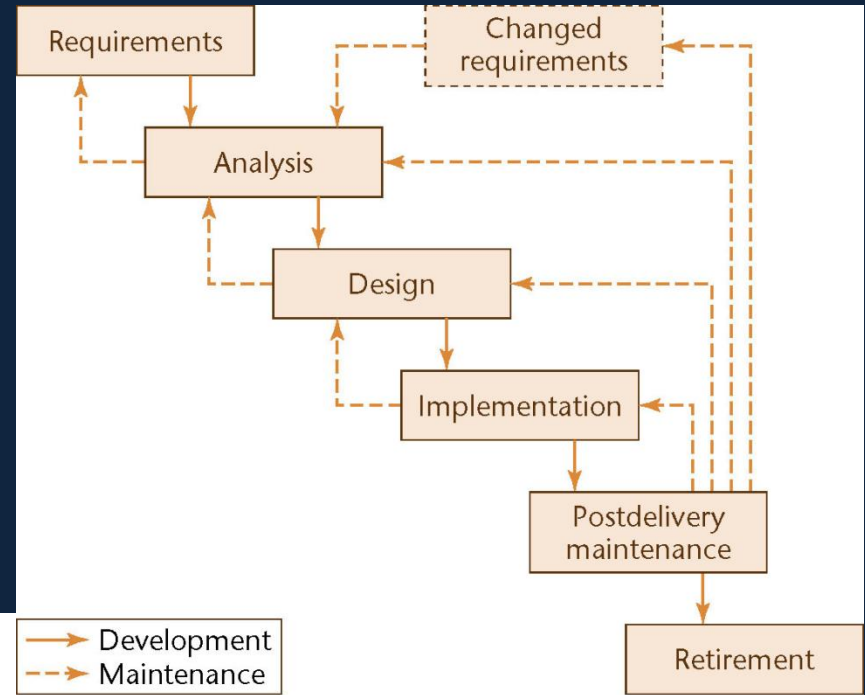 Requirements
Changed
requirements
Analysis
Design
Implementation
Postdelivery
maintenance
Retirement
Development
Maintenance